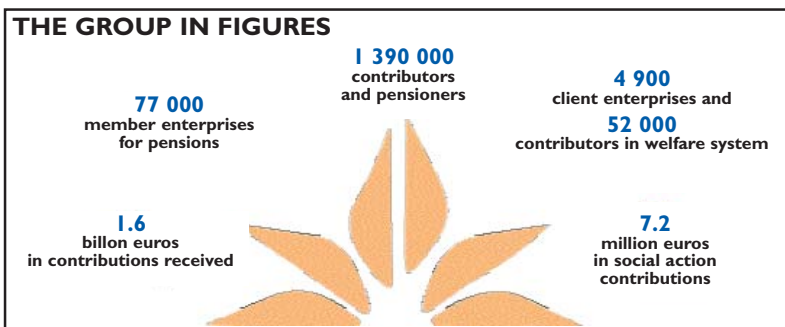 THE GROUP IN FIGURES
1 390 000
contributors
and pensioners
77 000
member enterprises
for pensions
4 900
client enterprises and
52 000
contributors in welfare system
1.6
billon euros
in contributions received
7.2
million euros
in social action
contributions